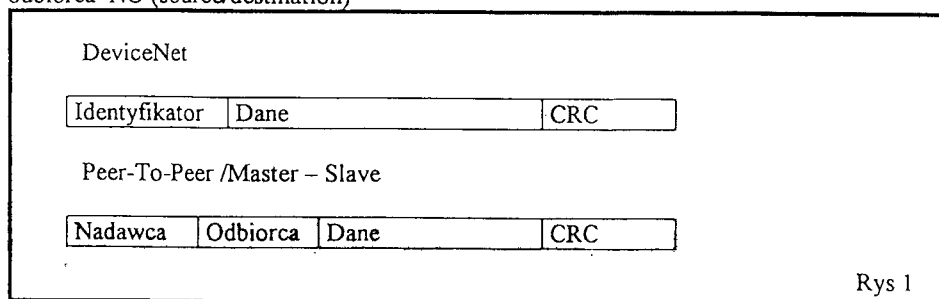 DeviceNet
Identyfikator Dane CRC
Peer-To-Peer /Master – Slave
Nadawca Odbiorca Dane CRC
Rys 1